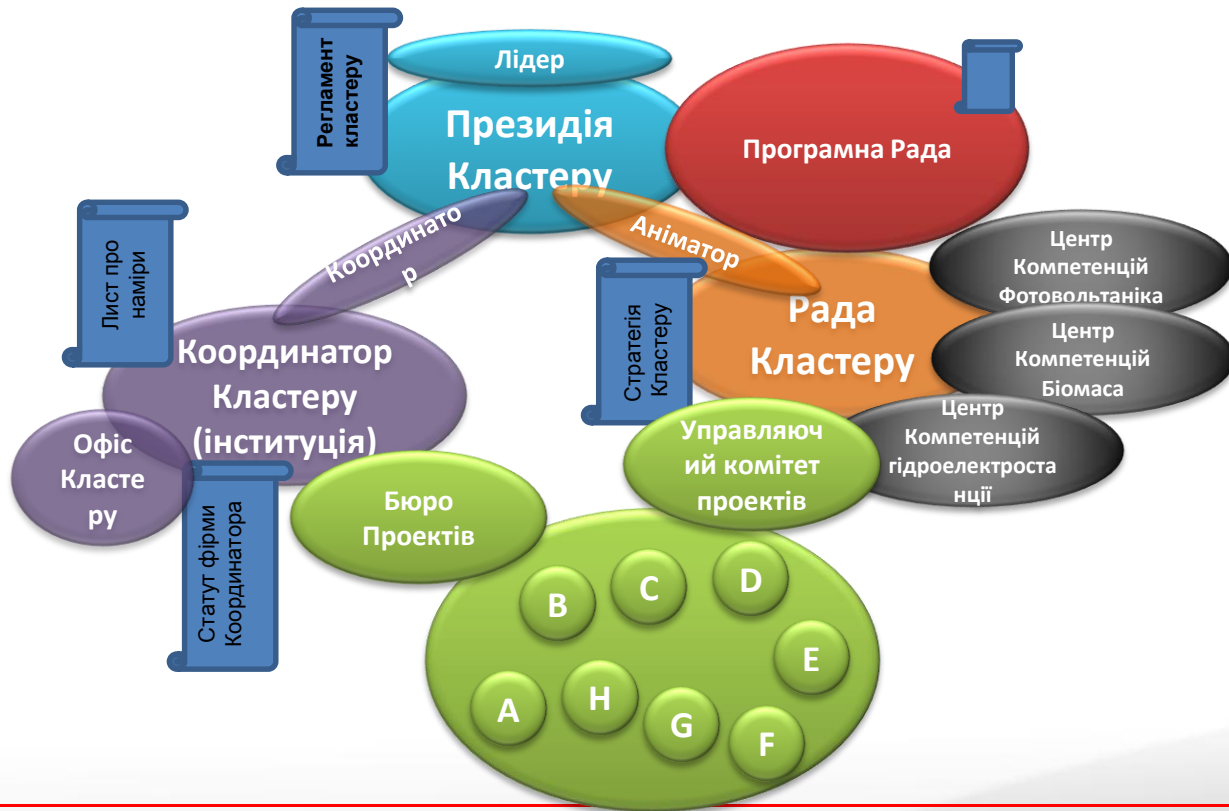 Регламент
кластеру
Лідер
Президія
Кластеру
Програмна Рада
Координато
р
Аніматор
Лист про
наміри
Центр
Компетенцій
Фотовольтаїка
Стратегія
Кластеру
Рада
Кластеру
Центр
Компетенцій
Біомаса
Координатор
Кластеру
(інституція)
Офіс
Класте
ру
Управляюч
ий комітет
проектів
Центр
Компетенцій
гідроелектроста
нції
Статут фірми
Координатора
Бюро
Проектів
B
C
D
E
A
H
G
F